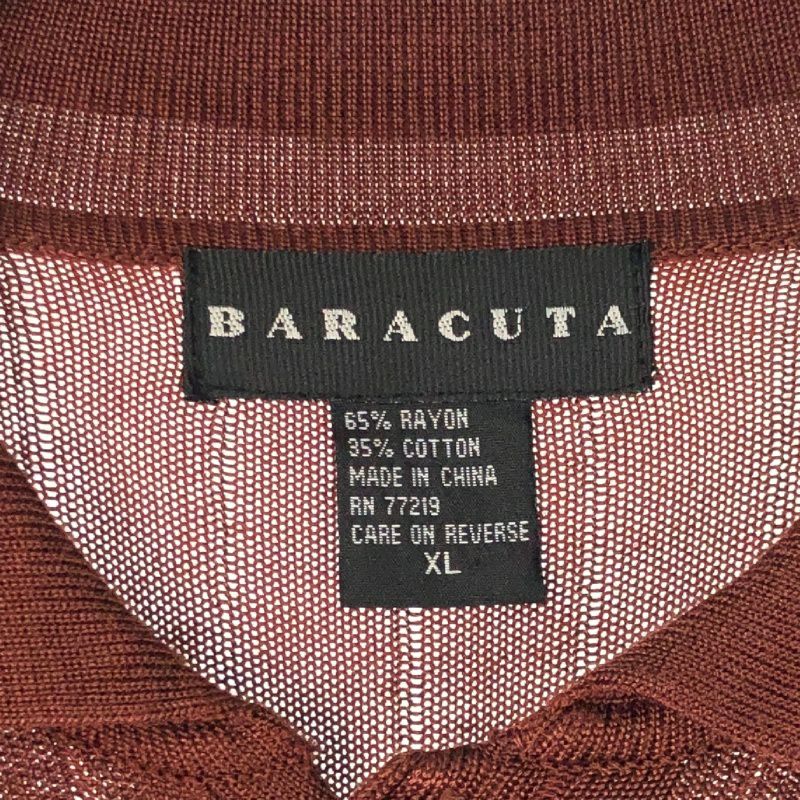 BARACUTA
65% RAYON
35% COTTON
MADE IN CHINA
RN 77219
CARE ON REVERSE
XL